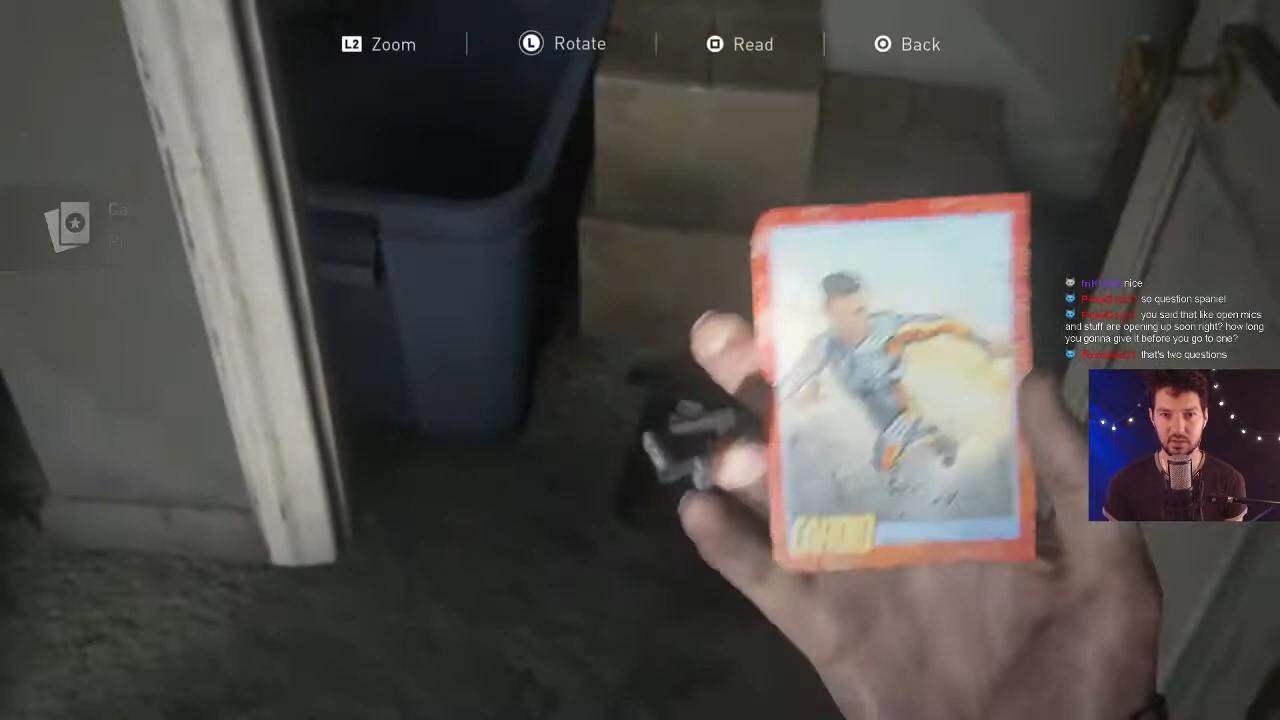 L2 Zoom
L Rotate
Read
Back
Ca
nice
so question spaniel
you said that like open mics
and stuff are opening up soon right? how long
you gonna give it before you go to one?
that's two questions